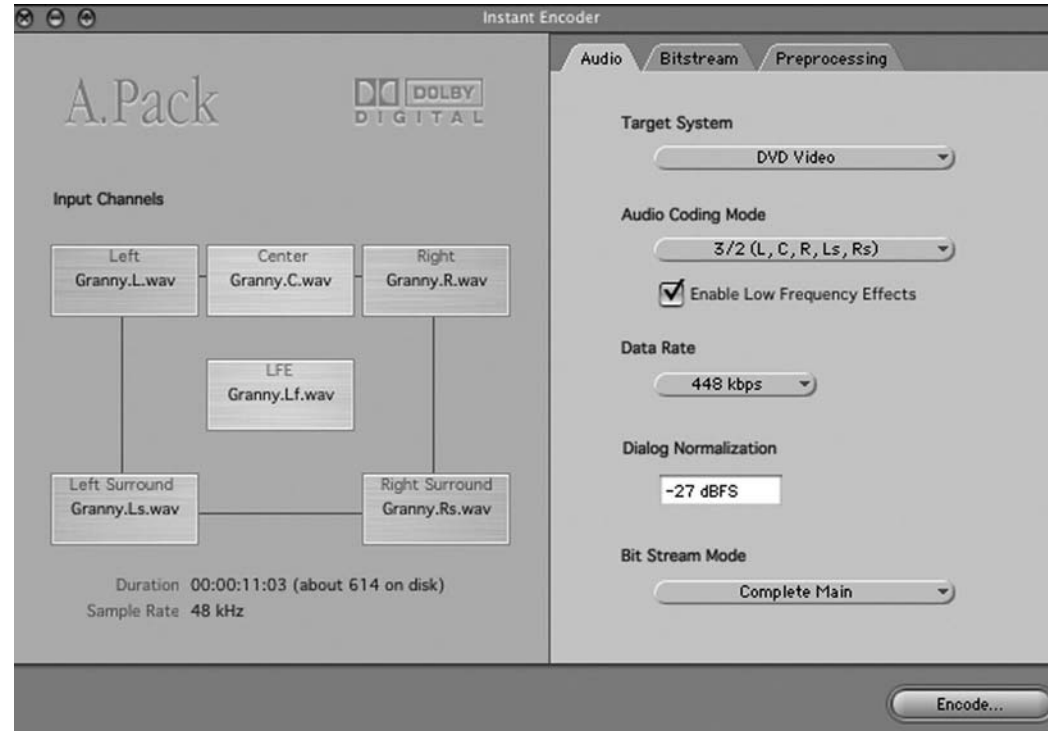 Instant Encoder
A.Pack
DOLBY
DIGITAL
Input Channels
Left
Granny.L.wav
Center
Granny.C.wav
Right
Granny.R.wav
LFE
Granny.Lf.wav
Left Surround
Granny.Ls.wav
Right Surround
Granny.Rs.wav
Duration 00:00:11:03 (about 614 on disk)
Sample Rate 48 kHz
Audio
Bitstream
Preprocessing
Target System
DVD Video
Audio Coding Mode
3/2 (L, C, R, Ls, Rs)
Enable Low Frequency Effects
Data Rate
448 kbps
Dialog Normalization
-27 dBFS
Bit Stream Mode
Complete Main
Encode...